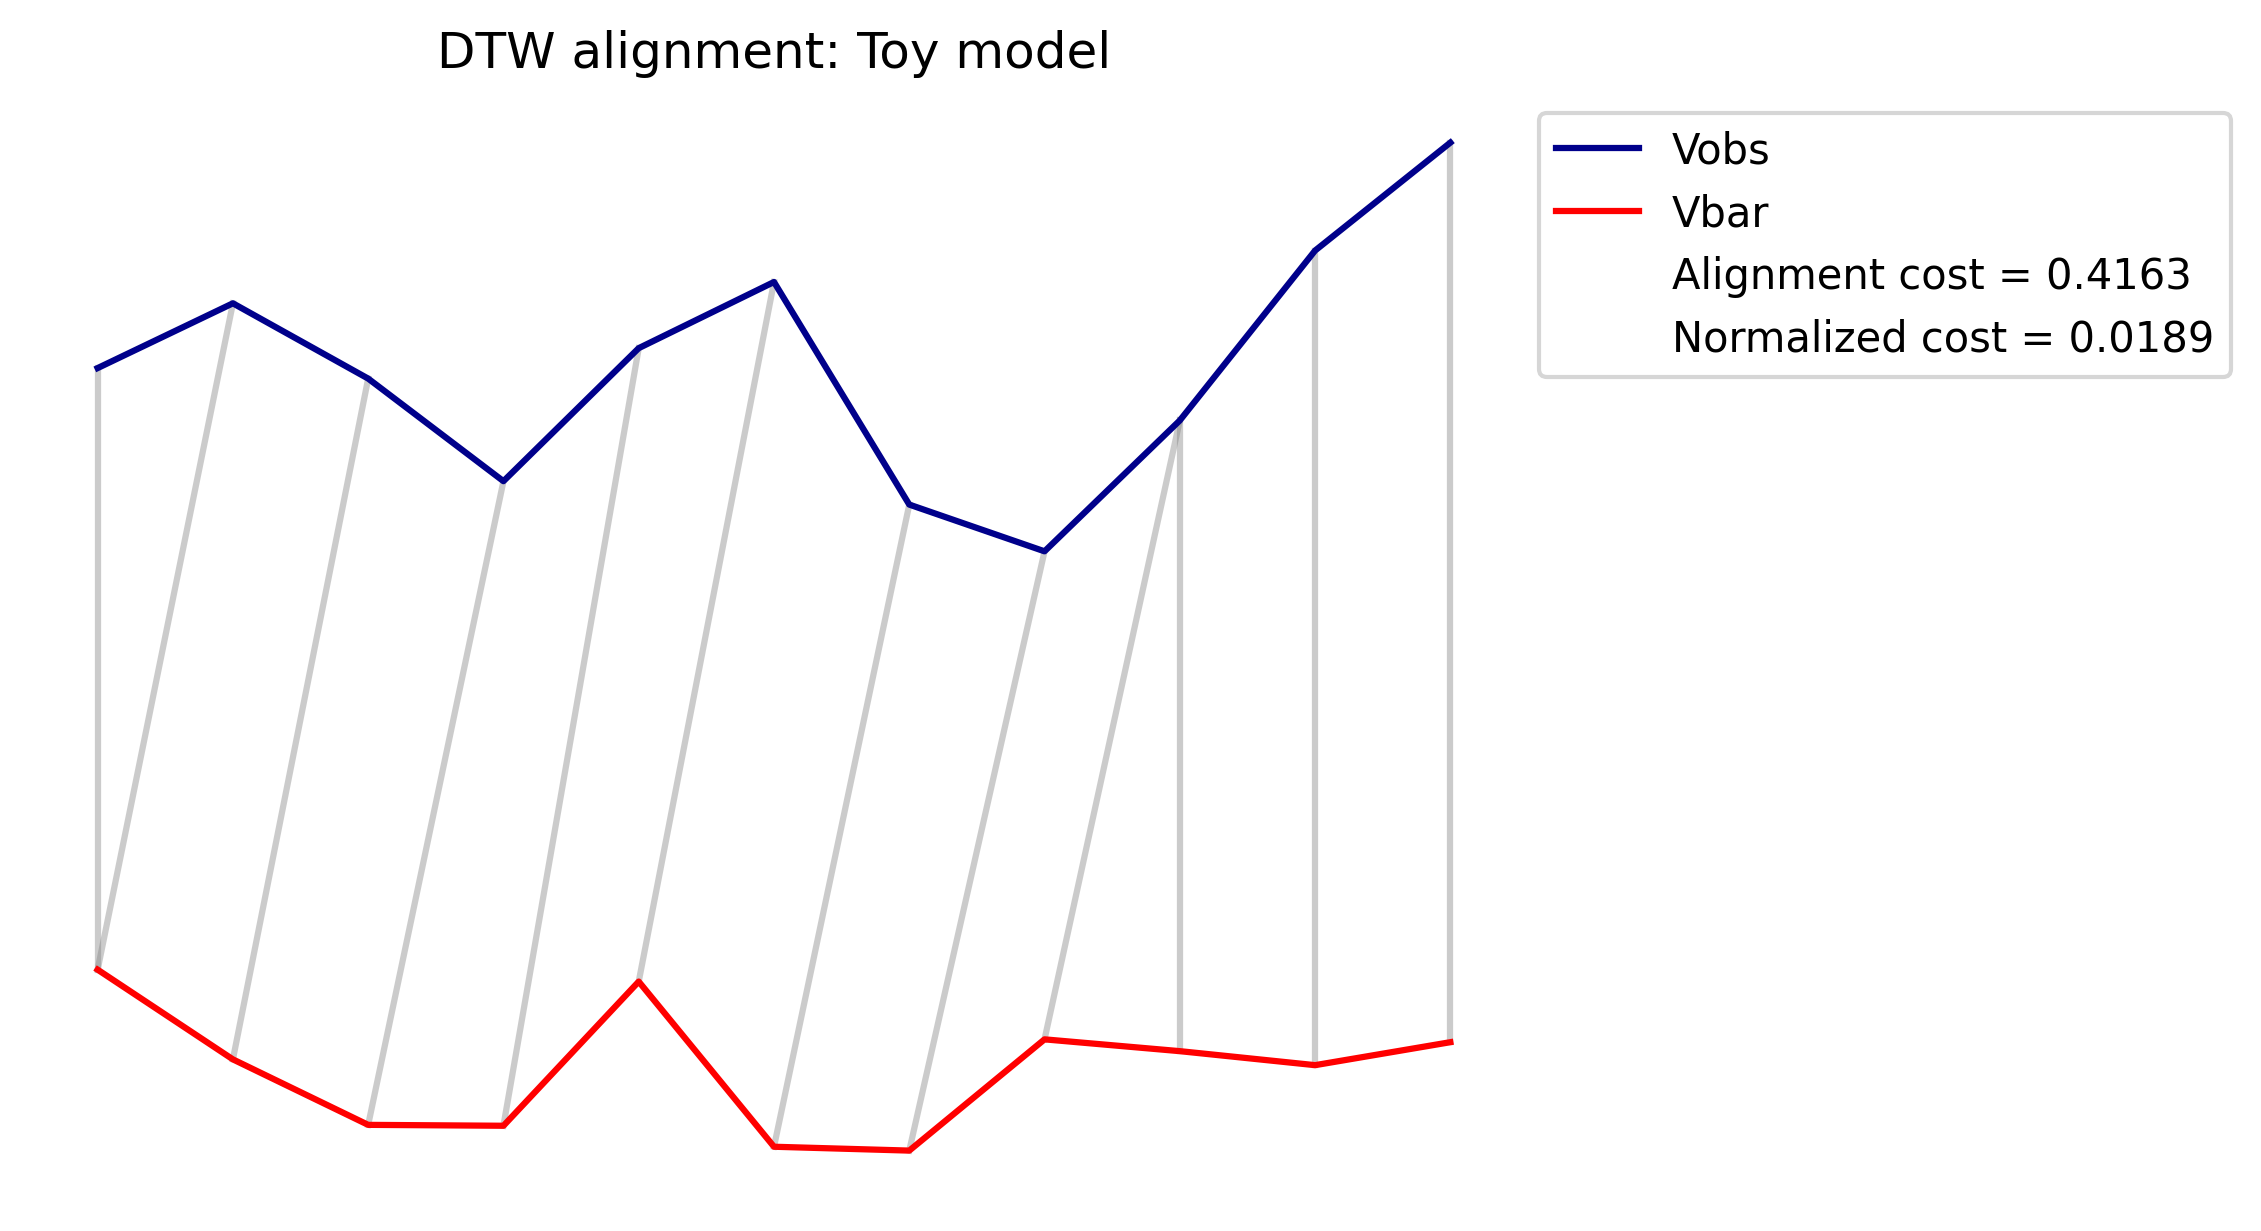 DTW alignment: Toy model
Vobs
Vbar
Alignment cost = 0.4163
Normalized cost = 0.0189